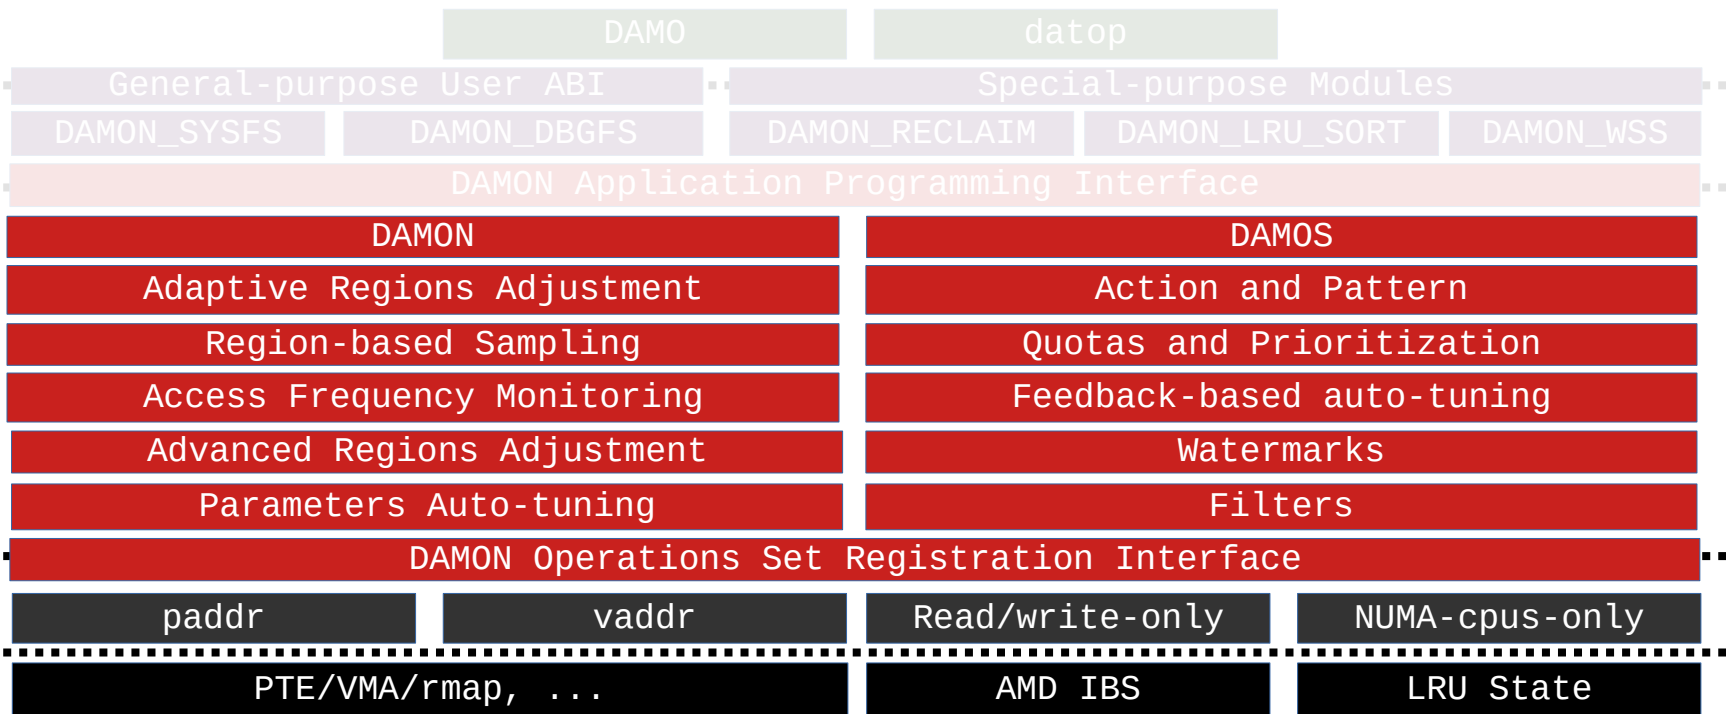 DAMO datop
General-purpose User ABI Special-purpose Modules
DAMON_SYSFS DAMON_DBGFS DAMON_RECLAIM DAMON_LRU_SORT DAMON_WSS
DAMON Application Programming Interface
DAMON DAMOS
Adaptive Regions Adjustment Action and Pattern
Region-based Sampling Quotas and Prioritization
Access Frequency Monitoring Feedback-based auto-tuning
Advanced Regions Adjustment Watermarks
Parameters Auto-tuning Filters
DAMON Operations Set Registration Interface
paddr vaddr Read/write-only NUMA-cpus-only
PTE/VMA/rmap, ... AMD IBS LRU State